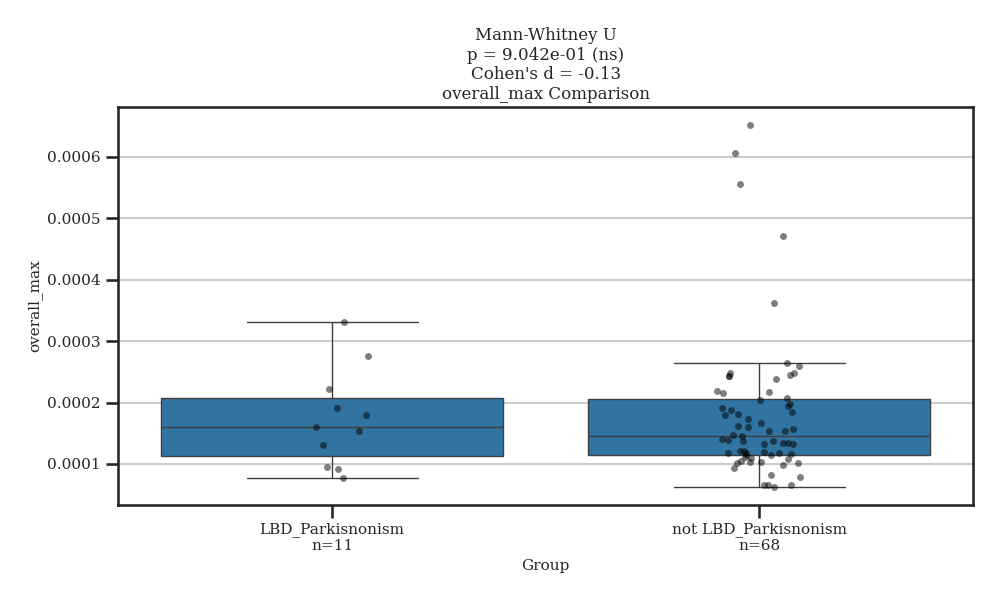 Mann-Whitney U
p = 9.042e-01 (ns)
Cohen's d = -0.13
overall_max Comparison
0.0006
0.0005
0.0004
0.0003
0.0002
0.0001
overall_max
LBD_Parkisnonism
n=11
not LBD_Parkisnonism
n=68
Group